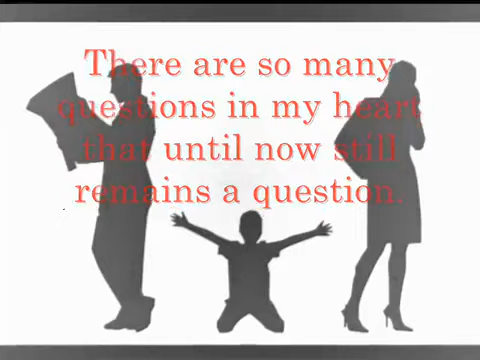 There are so many
questions in my heart
that until now still
remains a question.